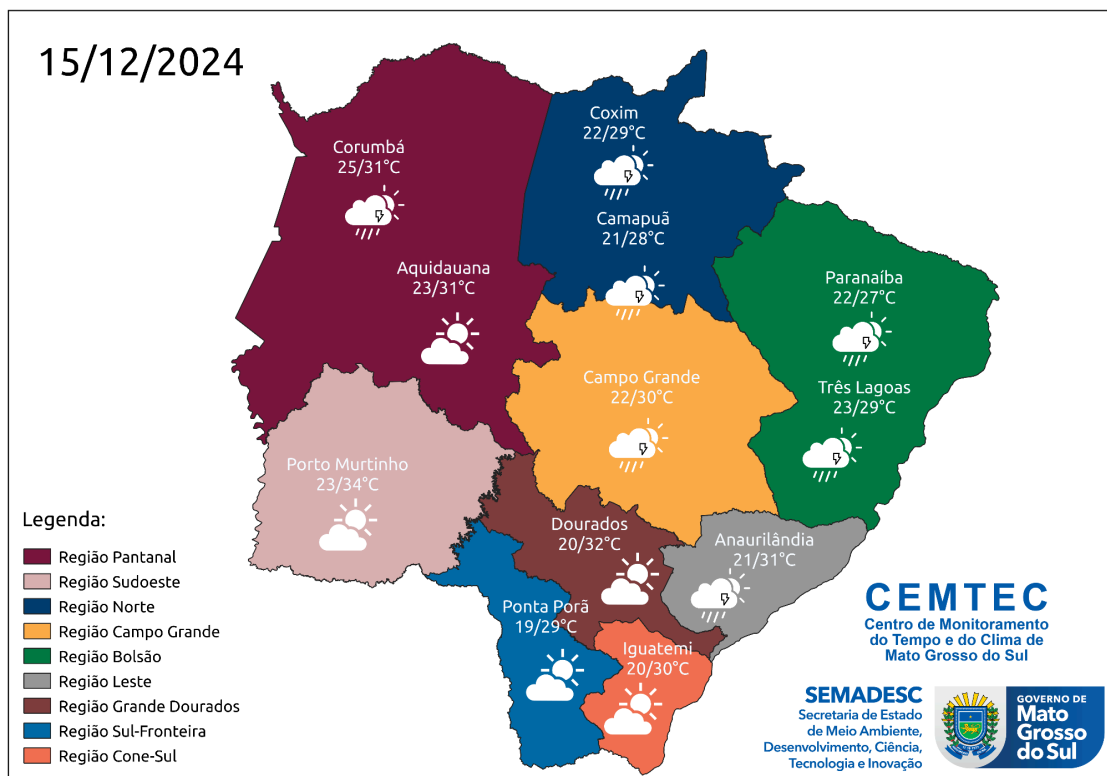 15/12/2024
Coxim
22/29°C
Corumbá
25/31°C
Camapuã
21/28°C
Aquidauana
23/31°C
Paranaíba
22/27°C
Campo Grande
22/30°C
Três Lagoas
23/29°C
Porto Murtinho
23/34°C
Dourados
20/32°C
Anaurilândia
21/31°C
Ponta Porã
19/29°C
Iguatemi
20/30°C
Legenda:
Região Pantanal
Região Sudoeste
Região Norte
Região Campo Grande
Região Bolsão
Região Leste
Região Grande Dourados
Região Sul-Fronteira
Região Cone-Sul
CEMTEC
Centro de Monitoramento
do Tempo e do Clima de
Mato Grosso do Sul
SEMADESC
Secretaria de Estado
de Meio Ambiente,
Desenvolvimento, Ciência,
Tecnologia e Inovação
GOVERNO DE
Mato
Grosso
do Sul